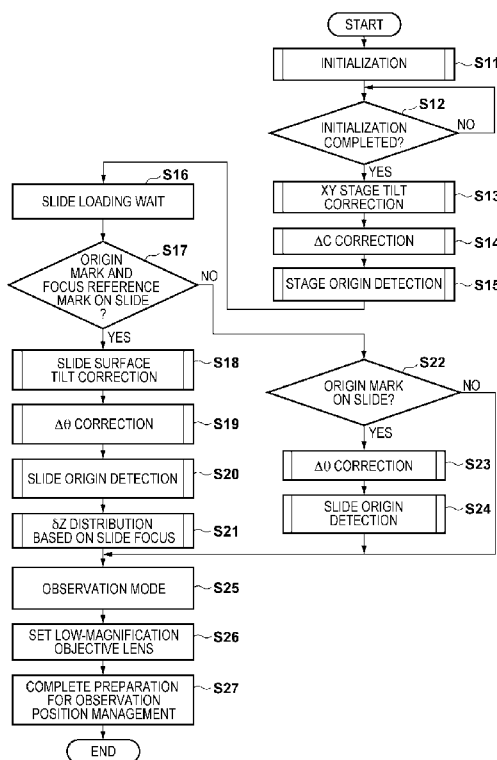 START
INITIALIZATION
S11
S12
INITIALIZATION
COMPLETED?
NO
YES
XY STAGE TILT
CORRECTION
S13
ΔC CORRECTION
S14
STAGE ORIGIN DETECTION
S15
S16
SLIDE LOADING WAIT
S17
ORIGIN
MARK AND
FOCUS REFERENCE
MARK ON SLIDE
?
NO
YES
SLIDE SURFACE
TILT CORRECTION
S18
Δθ CORRECTION
S19
SLIDE ORIGIN DETECTION
S20
δZ DISTRIBUTION
BASED ON SLIDE FOCUS
S21
S22
ORIGIN MARK
ON SLIDE?
NO
YES
Δθ CORRECTION
S23
SLIDE ORIGIN
DETECTION
S24
OBSERVATION MODE
S25
SET LOW-MAGNIFICATION
OBJECTIVE LENS
S26
COMPLETE PREPARATION
FOR OBSERVATION
POSITION MANAGEMENT
S27
END